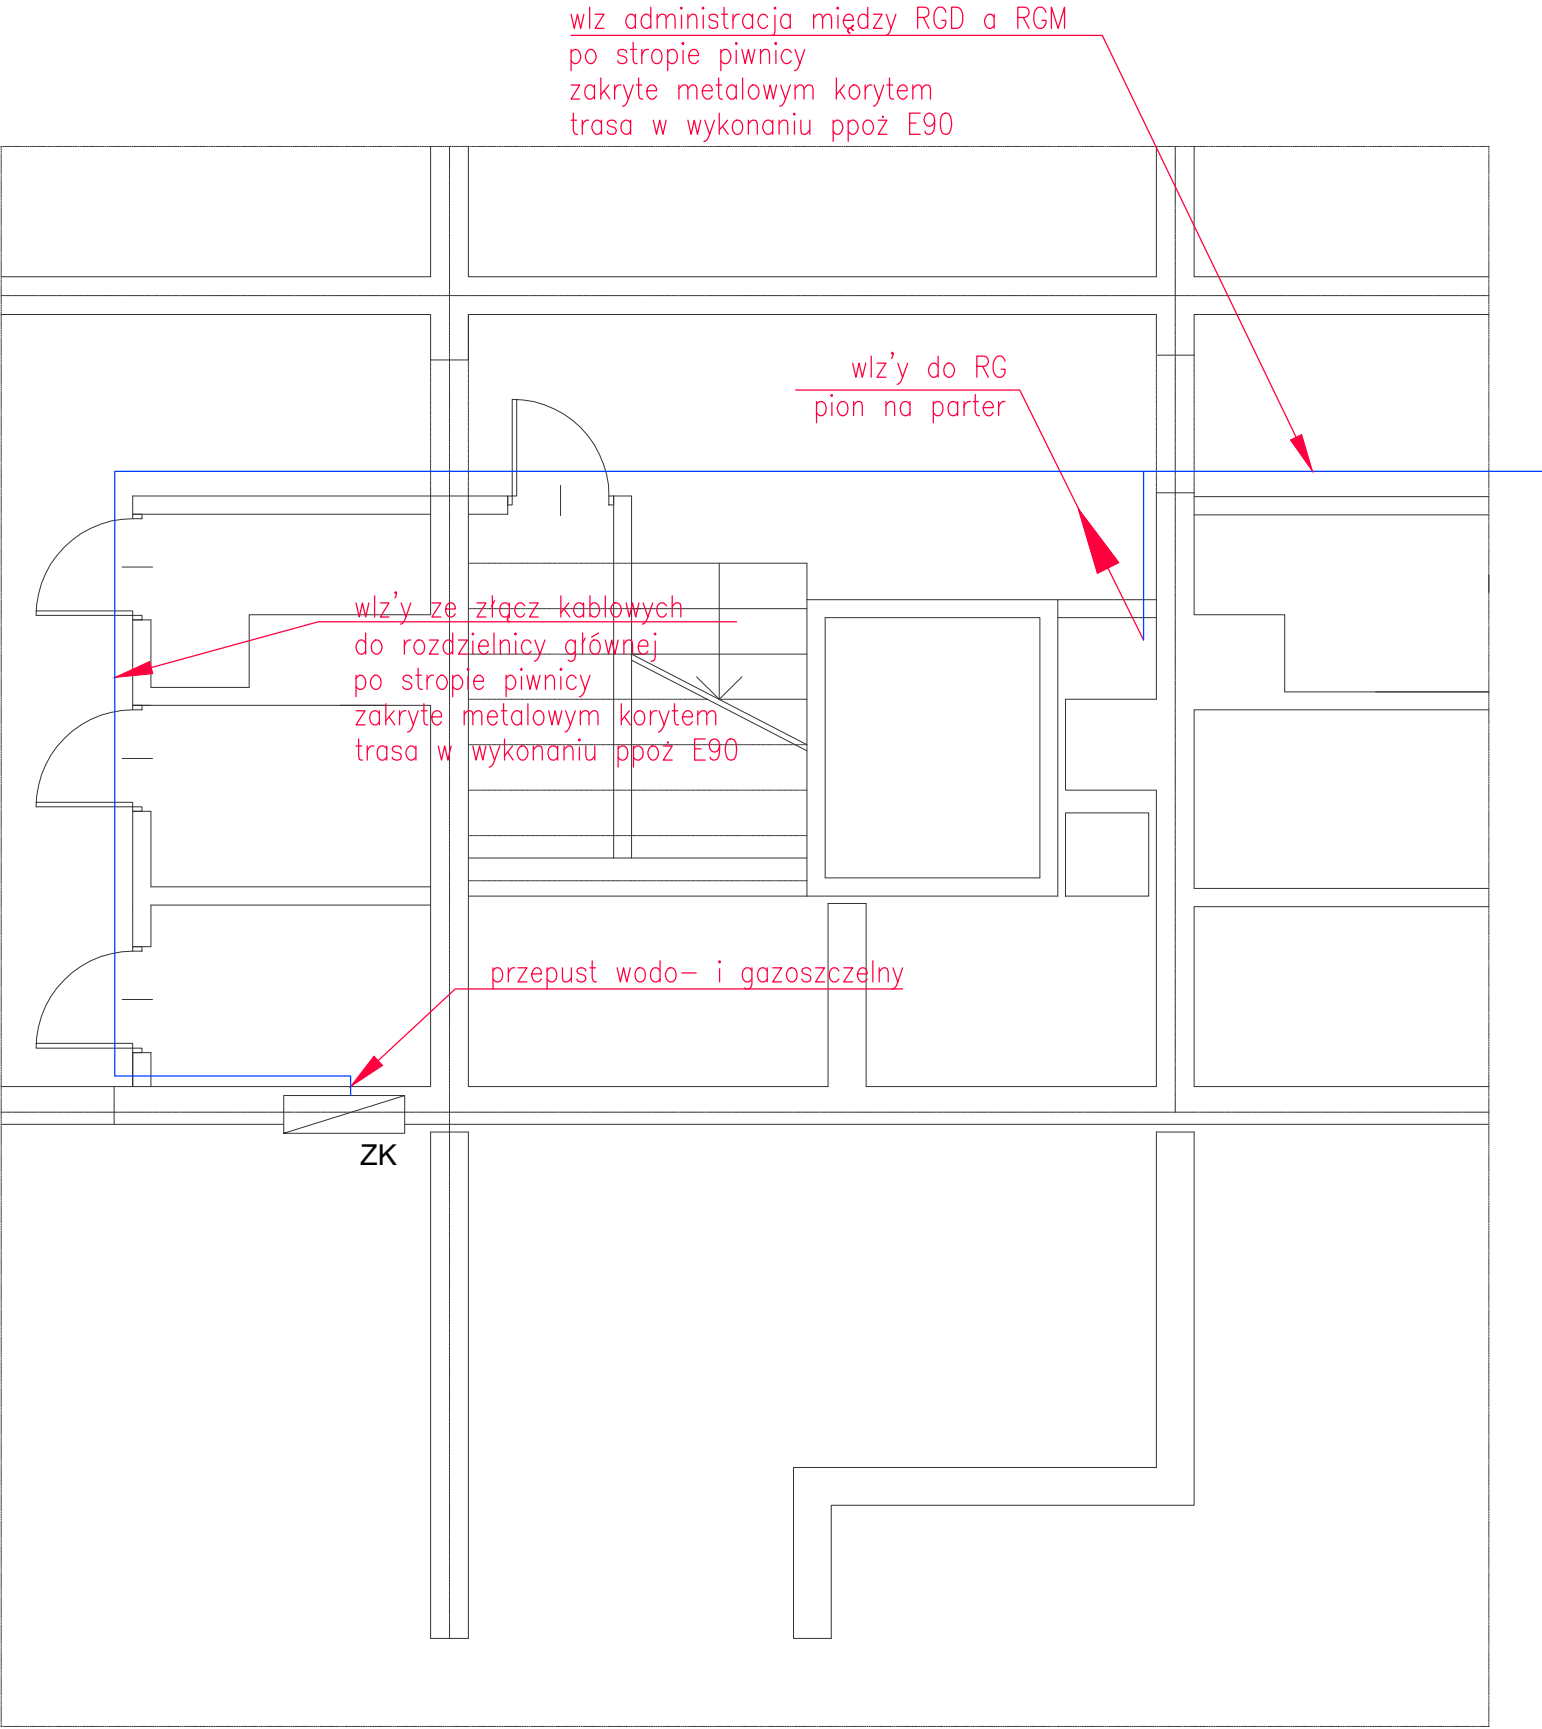 wlz administracja między RGD a RGM
po stropie piwnicy
zakryte metalowym korytem
trasa w wykonaniu ppoż E90
wlz'y do RG
pion na parter
wlz'y ze złącz kablowych
do rozdzielnicy głównej
po stropie piwnicy
zakryte metalowym korytem
trasa w wykonaniu ppoż E90
przepust wodo- i gazoszczelny
ZK